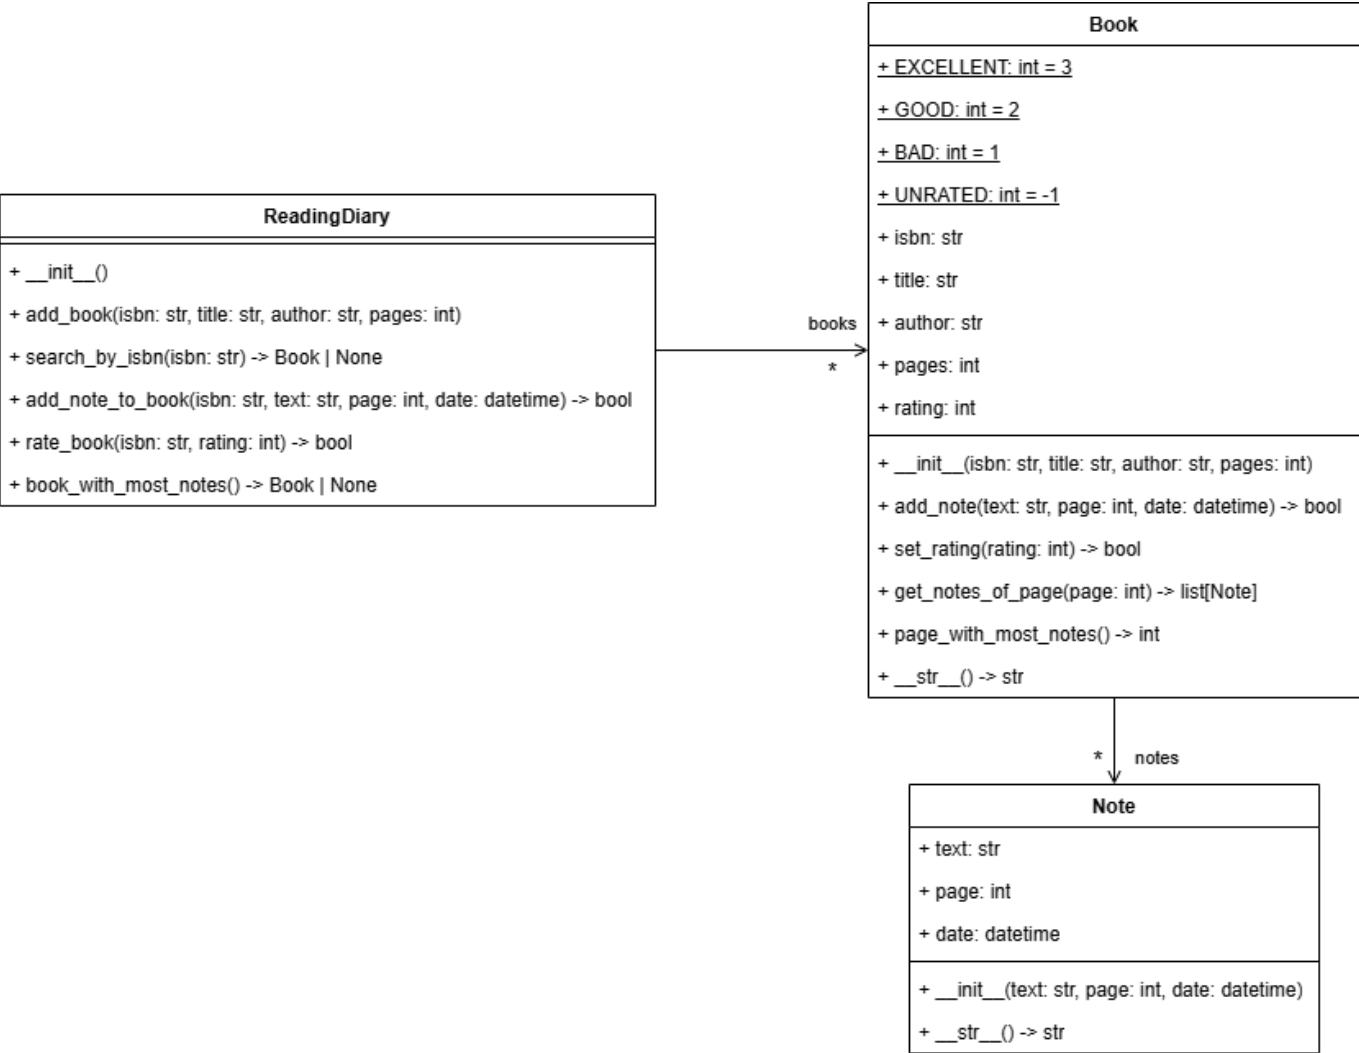 ReadingDiary
+ __init__()
+ add_book(isbn: str, title: str, author: str, pages: int)
+ search_by_isbn(isbn: str) -> Book | None
+ add_note_to_book(isbn: str, text: str, page: int, date: datetime) -> bool
+ rate_book(isbn: str, rating: int) -> bool
+ book_with_most_notes() -> Book | None
books
*
Book
+ EXCELLENT: int = 3
+ GOOD: int = 2
+ BAD: int = 1
+ UNRATED: int = -1
+ isbn: str
+ title: str
+ author: str
+ pages: int
+ rating: int
+ __init__(isbn: str, title: str, author: str, pages: int)
+ add_note(text: str, page: int, date: datetime) -> bool
+ set_rating(rating: int) -> bool
+ get_notes_of_page(page: int) -> list[Note]
+ page_with_most_notes() -> int
+ __str__() -> str
* notes
Note
+ text: str
+ page: int
+ date: datetime
+ __init__(text: str, page: int, date: datetime)
+ __str__() -> str